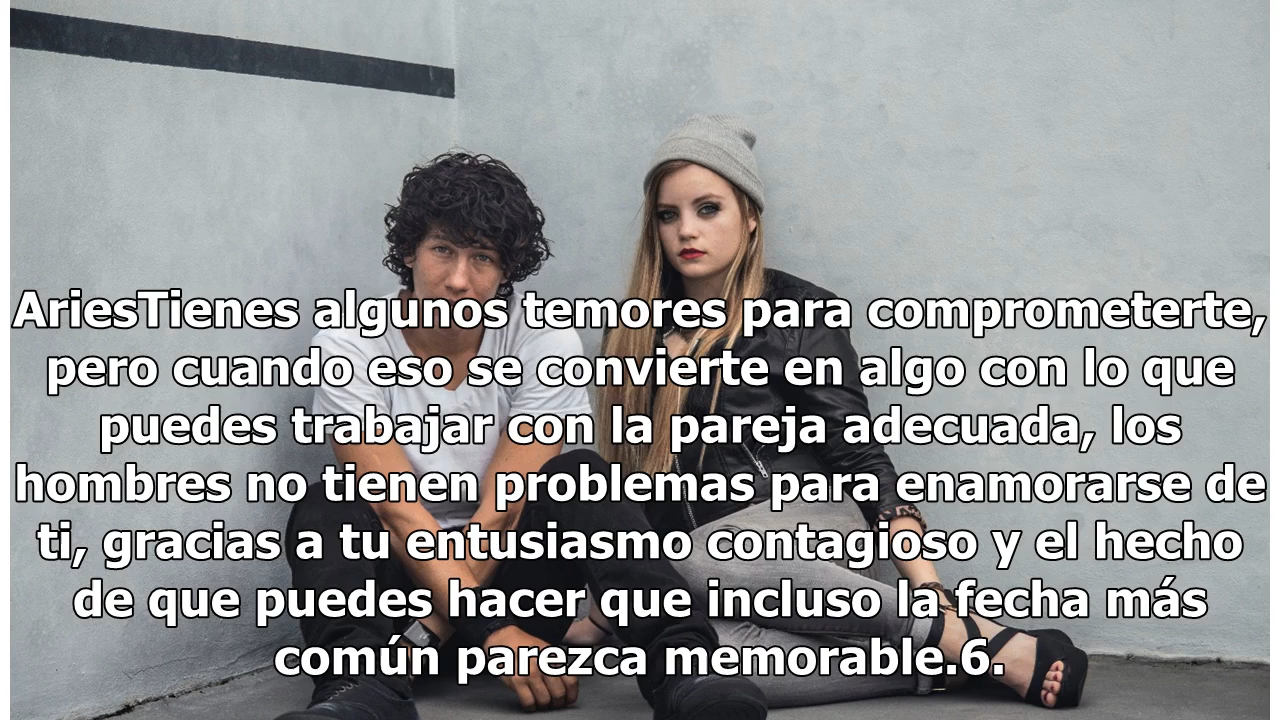 AriesTienes algunos temores para comprometerte,
pero cuando eso se convierte en algo con lo que
puedes trabajar con la pareja adecuada, los
hombres no tienen problemas para enamorarse de
ti, gracias a tu entusiasmo contagioso y el hecho
de que puedes hacer que incluso la fecha más
común parezca memorable.6.